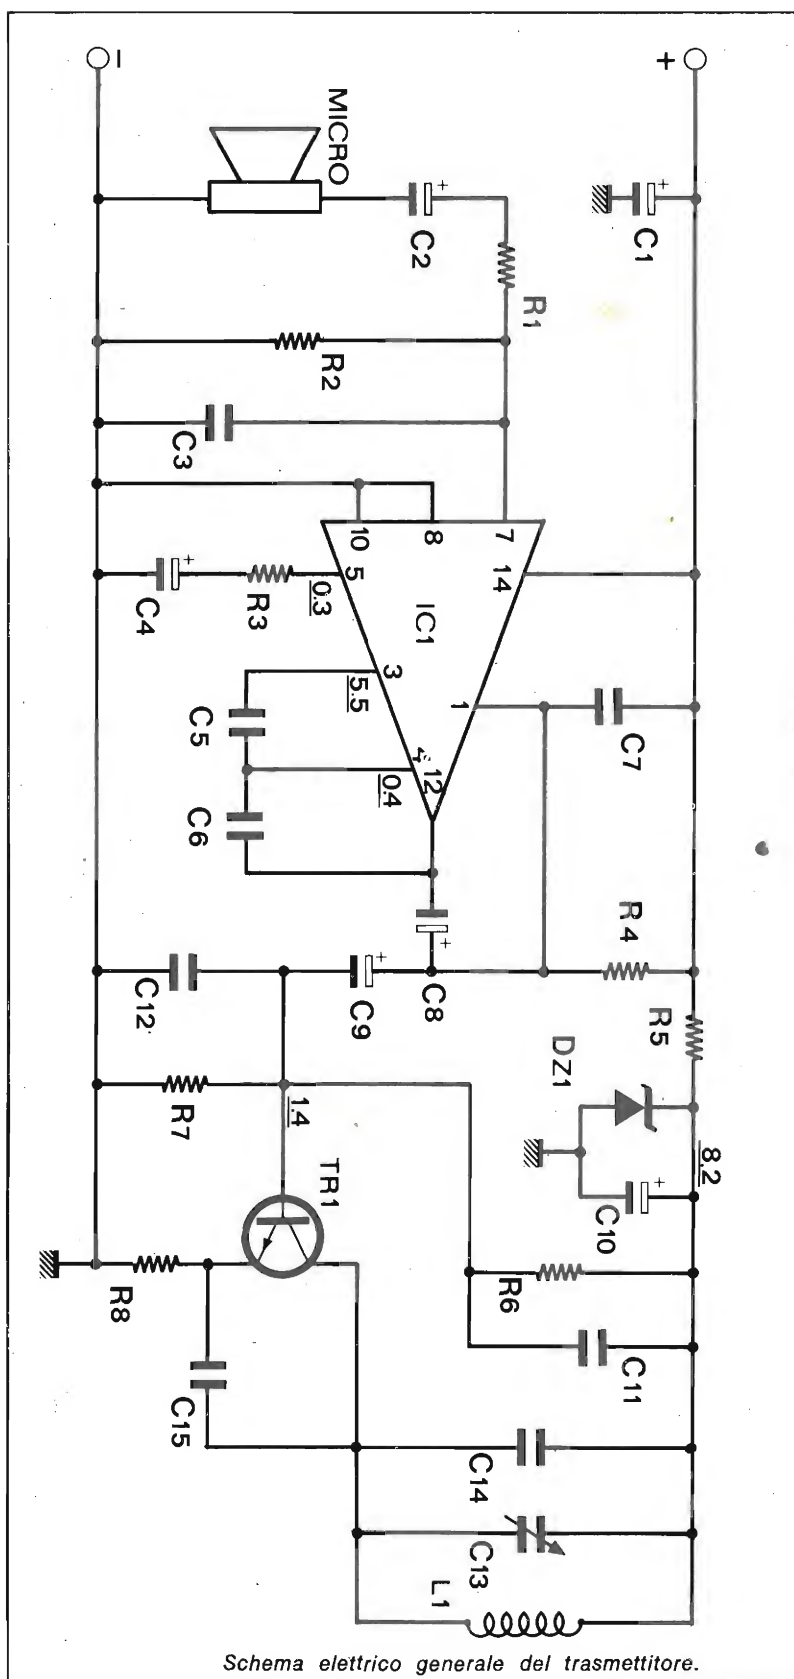 -
+
MICRO
C1
C2
R1
R2
C3
10
8
7
14
5
0.3
R3
C4
IC1
3
5.5
1
C7
C5
4
12
0.4
C6
R4
C8
C9
C12
R5
DZ1
R7
1.4
8.2
TR1
C10
R8
R6
C11
C15
C14
C13
L1
Schema elettrico generale del trasmettitore.